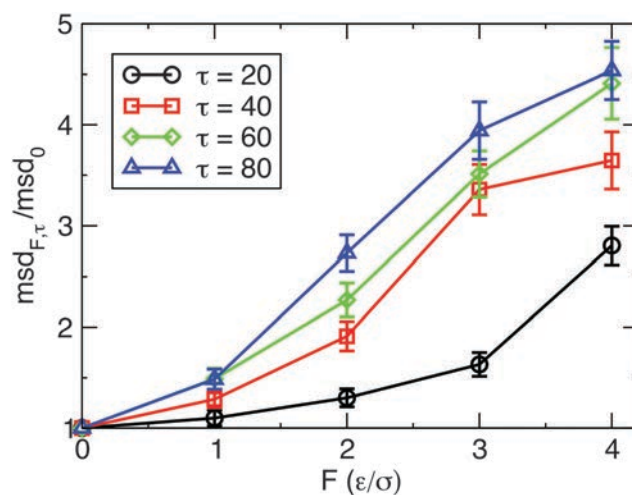 5
4
3
2
1
msd_F,τ/msd_0
τ = 20
τ = 40
τ = 60
τ = 80
0 1 2 3 4
F (ε/σ)